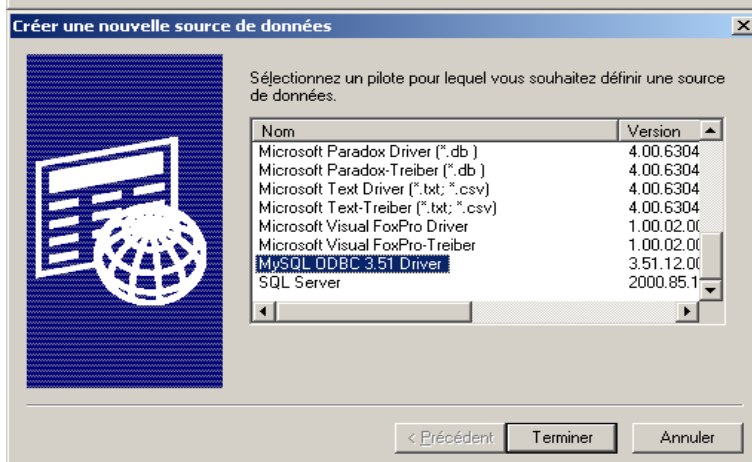 Créer une nouvelle source de données
Sélectionnez un pilote pour lequel vous souhaitez définir une source
de données.
Nom Version
Microsoft Paradox Driver (*.db ) 4.00.6304
Microsoft Paradox-Treiber (*.db ) 4.00.6304
Microsoft Text Driver (*.txt; *.csv) 4.00.6304
Microsoft Text-Treiber (*.txt; *.csv) 4.00.6304
Microsoft Visual FoxPro Driver 1.00.02.00
Microsoft Visual FoxPro-Treiber 1.00.02.00
MySQL ODBC 3.51 Driver 3.51.12.00
SQL Server 2000.85.1
< Précédent Terminer Annuler